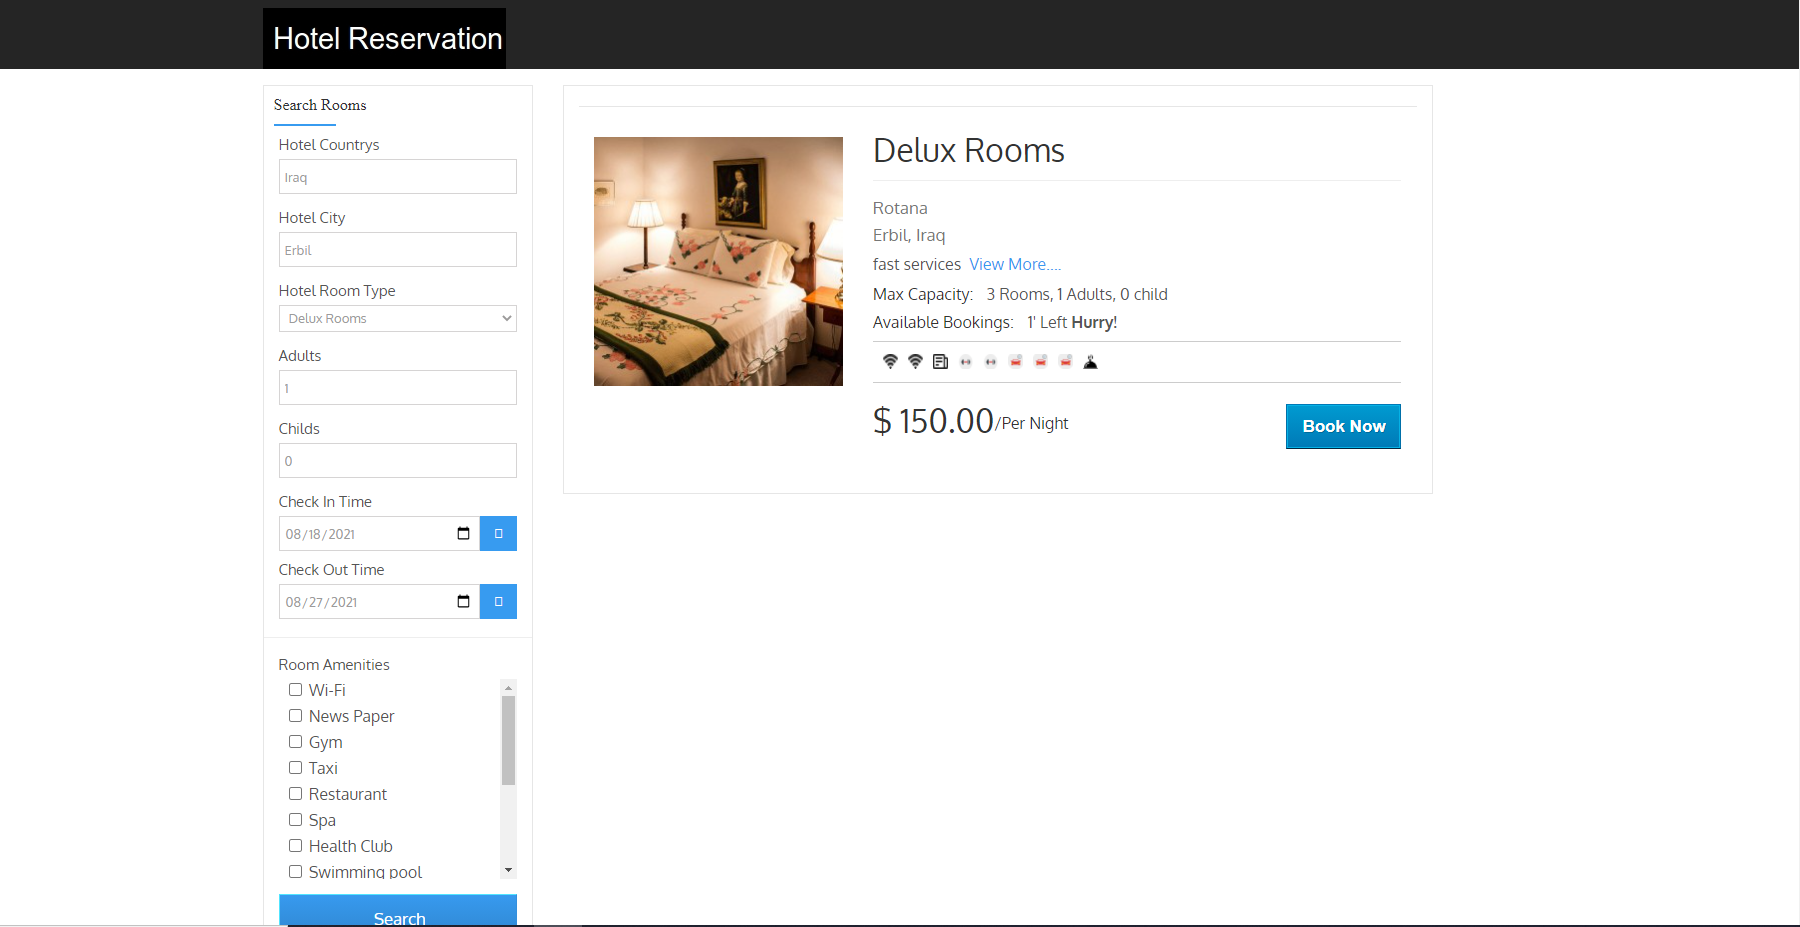 Hotel Reservation
Search Rooms
Hotel Countrys
Iraq
Hotel City
Erbil
Hotel Room Type
Delux Rooms
Adults
1
Childs
0
Check In Time
08/18/2021
Check Out Time
08/27/2021
Room Amenities
Wi-Fi
News Paper
Gym
Taxi
Restaurant
Spa
Health Club
Swimming pool
Search
Delux Rooms
Rotana
Erbil, Iraq
fast services View More....
Max Capacity: 3 Rooms, 1 Adults, 0 child
Available Bookings: 1' Left Hurry!
$ 150.00/Per Night
Book Now